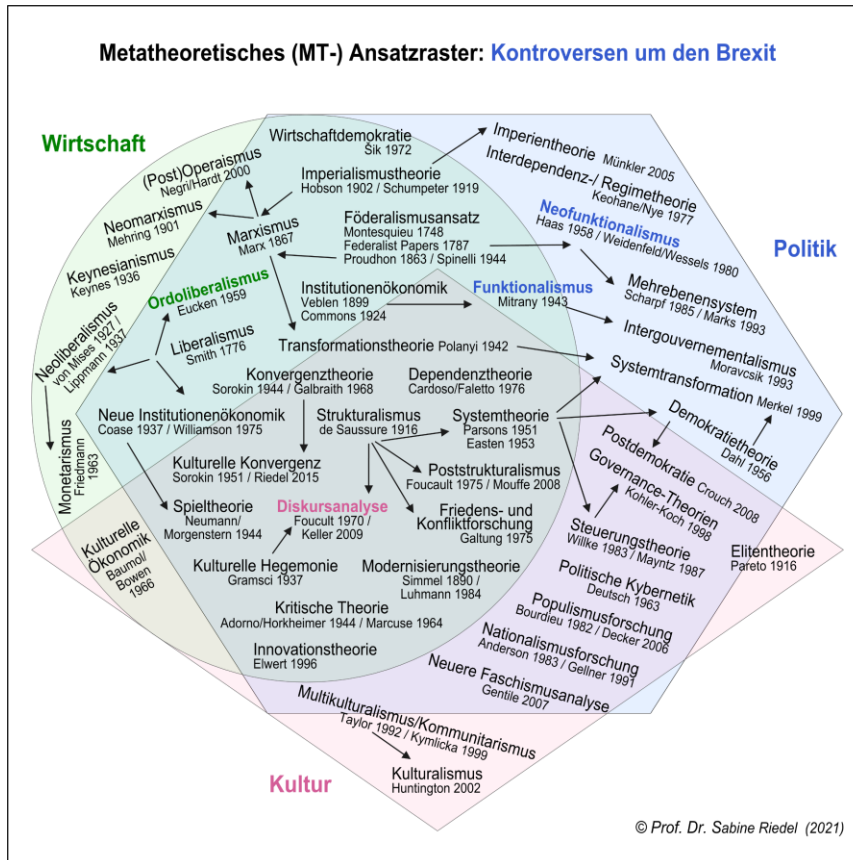 Metatheoretisches (MT-) Ansatzraster: Kontroversen um den Brexit
Wirtschaft
Politik
Kultur
Wirtschaftdemokratie
Šik 1972
Imperientheorie Münkler 2005
(Post)Operaismus
Negri/Hardt 2000
Imperialismustheorie
Hobson 1902 / Schumpeter 1919
Interdependenz-/ Regimetheorie
Keohane/Nye 1977
Neomarxismus
Mehring 1901
Marxismus
Marx 1867
Föderalismusansatz
Montesquieu 1748
Federalist Papers 1787
Proudhon 1863 / Spinelli 1944
Neofunktionalismus
Haas 1958 / Weidenfeld/Wessels 1980
Keynesianismus
Keynes 1936
Ordoliberalismus
Eucken 1959
Institutionenökonomik
Veblen 1899
Commons 1924
Funktionalismus
Mitrany 1943
Mehrebenensystem
Scharpf 1985 / Marks 1993
Neoliberalismus
von Mises 1927 /
Lippmann 1937
Liberalismus
Smith 1776
Transformationstheorie Polanyi 1942
Intergouvernementalismus
Moravcsik 1993
Konvergenztheorie
Sorokin 1944 / Galbraith 1968
Dependenztheorie
Cardoso/Faletto 1976
Systemtransformation Merkel 1999
Neue Institutionenökonomik
Coase 1937 / Williamson 1975
Strukturalismus
de Saussure 1916
Systemtheorie
Parsons 1951
Easten 1953
Demokratietheorie
Dahl 1956
Monetarismus
Friedmann
1963
Kulturelle Konvergenz
Sorokin 1951 / Riedel 2015
Poststrukturalismus
Foucault 1975 / Mouffe 2008
Postdemokratie Crouch 2008
Governance-Theorien
Kohler-Koch 1998
Spieltheorie
Neumann/
Morgenstern 1944
Diskursanalyse
Foucult 1970 /
Keller 2009
Friedens- und
Konfliktforschung
Galtung 1975
Steuerungstheorie
Willke 1983 / Mayntz 1987
Elitentheorie
Pareto 1916
Kulturelle
Ökonomik
Baumol/
Bowen
1966
Kulturelle Hegemonie
Gramsci 1937
Modernisierungstheorie
Simmel 1890 /
Luhmann 1984
Politische Kybernetik
Deutsch 1963
Kritische Theorie
Adorno/Horkheimer 1944 / Marcuse 1964
Populismusforschung
Bourdieu 1982 / Decker 2006
Innovationstheorie
Elwert 1996
Nationalismusforschung
Anderson 1983 / Gellner 1991
Neuere Faschismusanalyse
Gentile 2007
Multikulturalismus/Kommunitarismus
Taylor 1992 / Kymlicka 1999
Kulturalismus
Huntington 2002
© Prof. Dr. Sabine Riedel (2021)